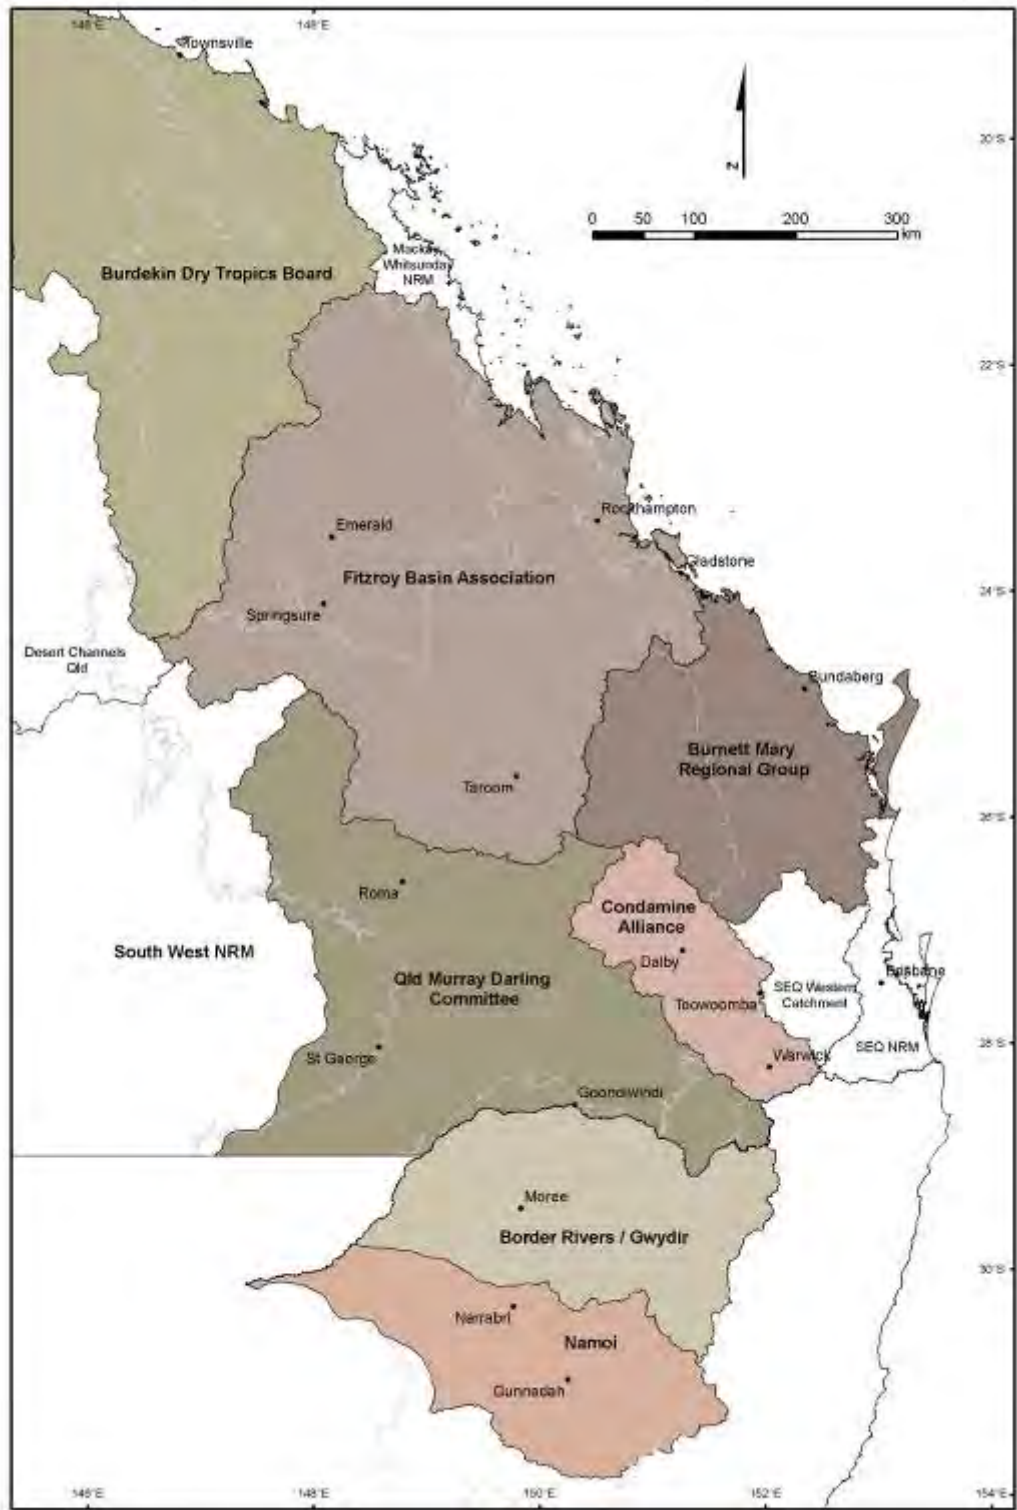 146°E 148°E
Townsville
20°S
0 50 100 200 300
km
N
Mackay
Whitsunday
NRM
Burdekin Dry Tropics Board
22°S
Rockhampton
Emerald
Gladstone
Fitzroy Basin Association
24°S
Springsure
Desert Channels
Qld
Bundaberg
Burnett Mary
Regional Group
Taroom
26°S
Roma
Condamine
Alliance
South West NRM
Dalby
Brisbane
Qld Murray Darling
Committee
SEQ Western
Catchment
Toowoomba
SEQ NRM
28°S
St George
Warwick
Goondiwindi
Moree
Border Rivers / Gwydir
30°S
Narrabri
Namoi
Gunnedah
146°E 148°E 150°E 152°E 154°E